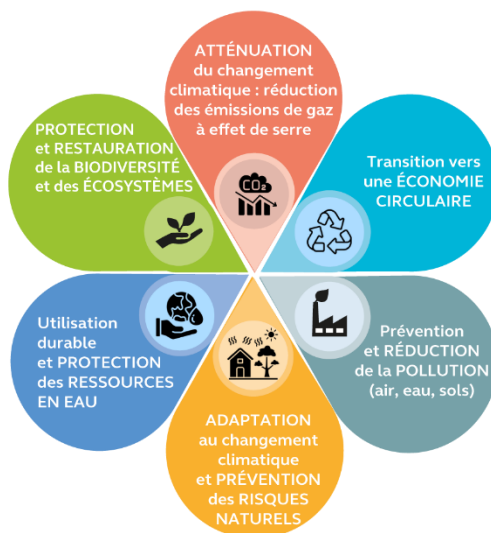 ATTÉNUATION
du changement
climatique : réduction
des émissions de gaz
à effet de serre
PROTECTION
et RESTAURATION
de la BIODIVERSITÉ
et des ÉCOSYSTÈMES
CO₂
Transition vers
une ÉCONOMIE
CIRCULAIRE
Utilisation
durable
et PROTECTION
des RESSOURCES
EN EAU
Prévention
et RÉDUCTION
de la POLLUTION
(air, eau, sols)
ADAPTATION
au changement
climatique
et PRÉVENTION
des RISQUES
NATURELS